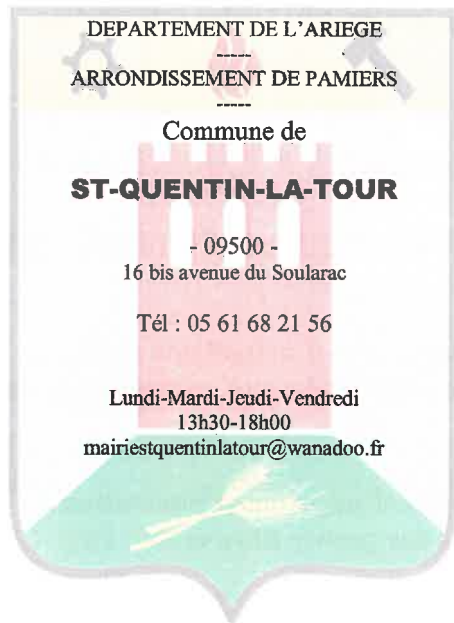 DEPARTEMENT DE L'ARIEGE
-----
ARRONDISSEMENT DE PAMIERS
-----
Commune de
ST-QUENTIN-LA-TOUR
- 09500 -
16 bis avenue du Soularac
Tél : 05 61 68 21 56
Lundi-Mardi-Jeudi-Vendredi
13h30-18h00
mairiestquentinlatour@wanadoo.fr